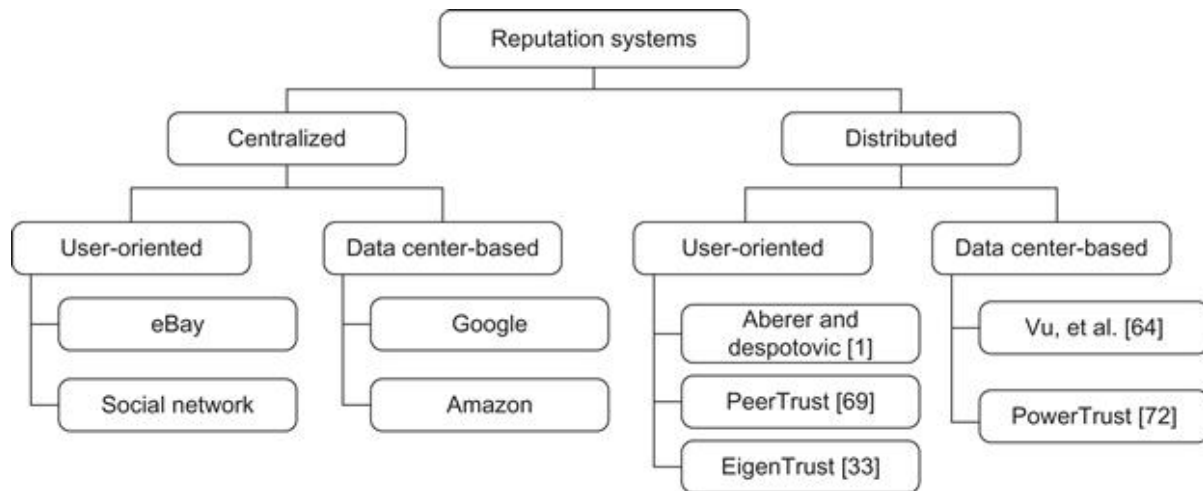 Reputation systems
Centralized
Distributed
User-oriented
Data center-based
User-oriented
Data center-based
eBay
Google
Aberer and
despotovic [1]
Vu, et al. [64]
Social network
Amazon
PeerTrust [69]
PowerTrust [72]
EigenTrust [33]